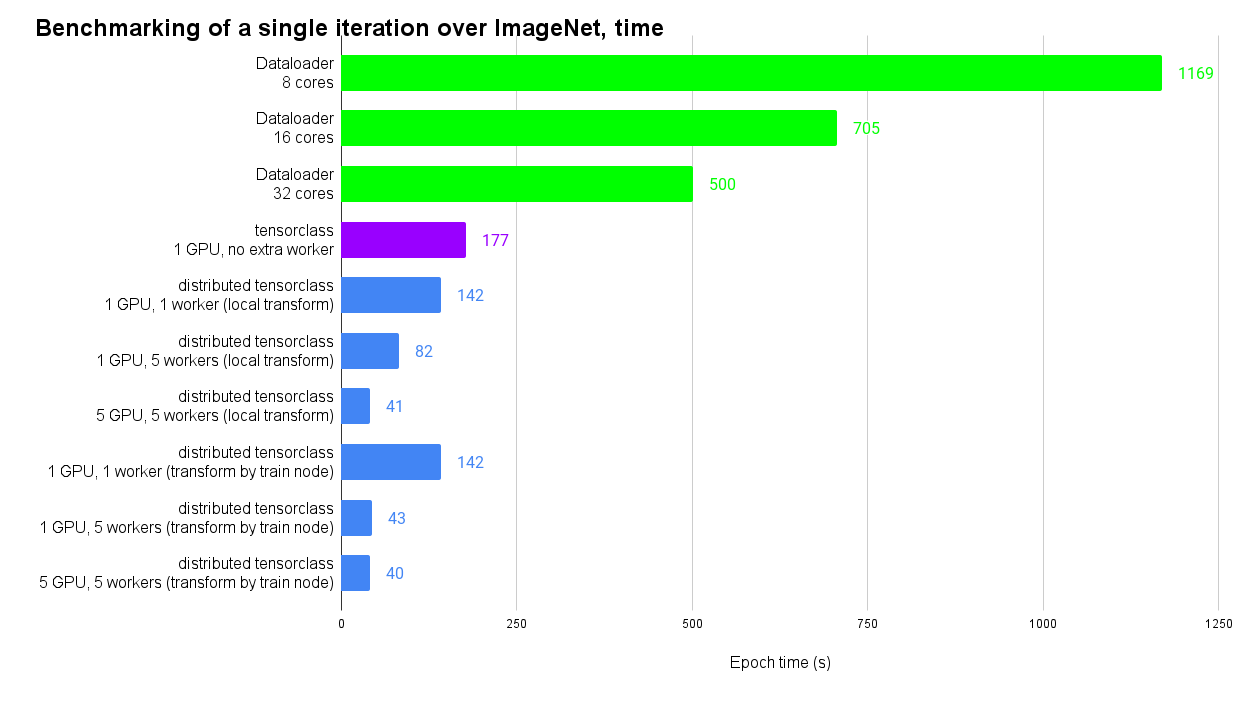 Benchmarking of a single iteration over ImageNet, time
Dataloader
8 cores
1169
Dataloader
16 cores
705
Dataloader
32 cores
500
tensorclass
1 GPU, no extra worker
177
distributed tensorclass
1 GPU, 1 worker (local transform)
142
distributed tensorclass
1 GPU, 5 workers (local transform)
82
distributed tensorclass
5 GPU, 5 workers (local transform)
41
distributed tensorclass
1 GPU, 1 worker (transform by train node)
142
distributed tensorclass
1 GPU, 5 workers (transform by train node)
43
distributed tensorclass
5 GPU, 5 workers (transform by train node)
40
0 250 500 750 1000 1250
Epoch time (s)